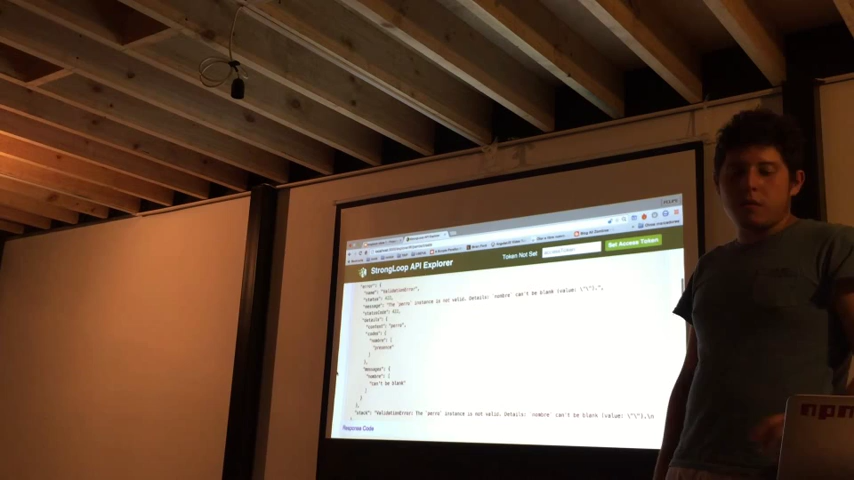 StrongLoop API Explorer
Token Not Set
Set Access Token
"error": {
"name": "ValidationError",
"status": 422,
"message": "The `perro` instance is not valid. Details: `nombre` can't be blank (value: \"\").",
"statusCode": 422,
"details": {
"context": "perro",
"codes": {
"nombre": [
"presence"
]
},
"messages": {
"nombre": [
"can't be blank"
]
}
},
"stack": "ValidationError: The `perro` instance is not valid. Details: `nombre` can't be blank (value: \"\").\n
Response Code
npm